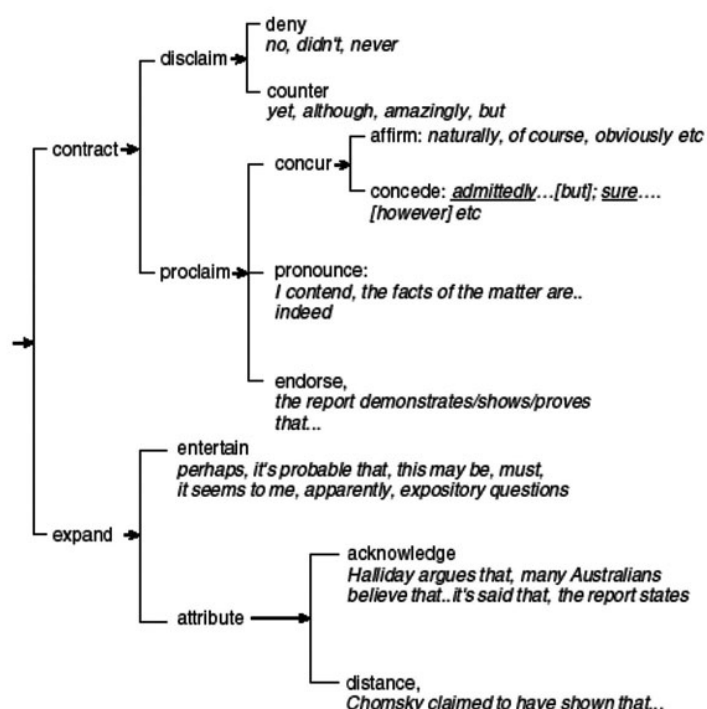 deny
no, didn't, never
disclaim
counter
yet, although, amazingly, but
affirm: naturally, of course, obviously etc
contract
concur
concede: admittedly...[but]; sure....
[however] etc
proclaim
pronounce:
I contend, the facts of the matter are..
indeed
endorse,
the report demonstrates/shows/proves
that...
entertain
perhaps, it's probable that, this may be, must,
it seems to me, apparently, expository questions
expand
acknowledge
Halliday argues that, many Australians
believe that..it's said that, the report states
attribute
distance,
Chomsky claimed to have shown that...